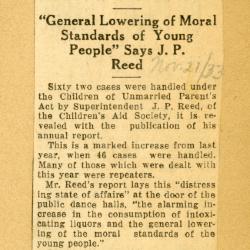 "General Lowering of Moral
Standards of Young
People" Says J. P.
Reed
Nov 21/33
Sixty two cases were handled under
the Children of Unmarried Parent's
Act by Superintendent J. P. Reed, of
the Children's Aid Society, it is re-
vealed with the publication of his
annual report.
This is a marked increase from last
year, when 46 cases were handled.
Many of those which were dealt with
this year were repeaters.
Mr. Reed's report lays this "distress
ing state of affairs" at the door of the
public dance halls, "the alarming in-
crease in the consumption of intoxi-
cating liquors and the general lower-
ing of the moral standards of the
young people."